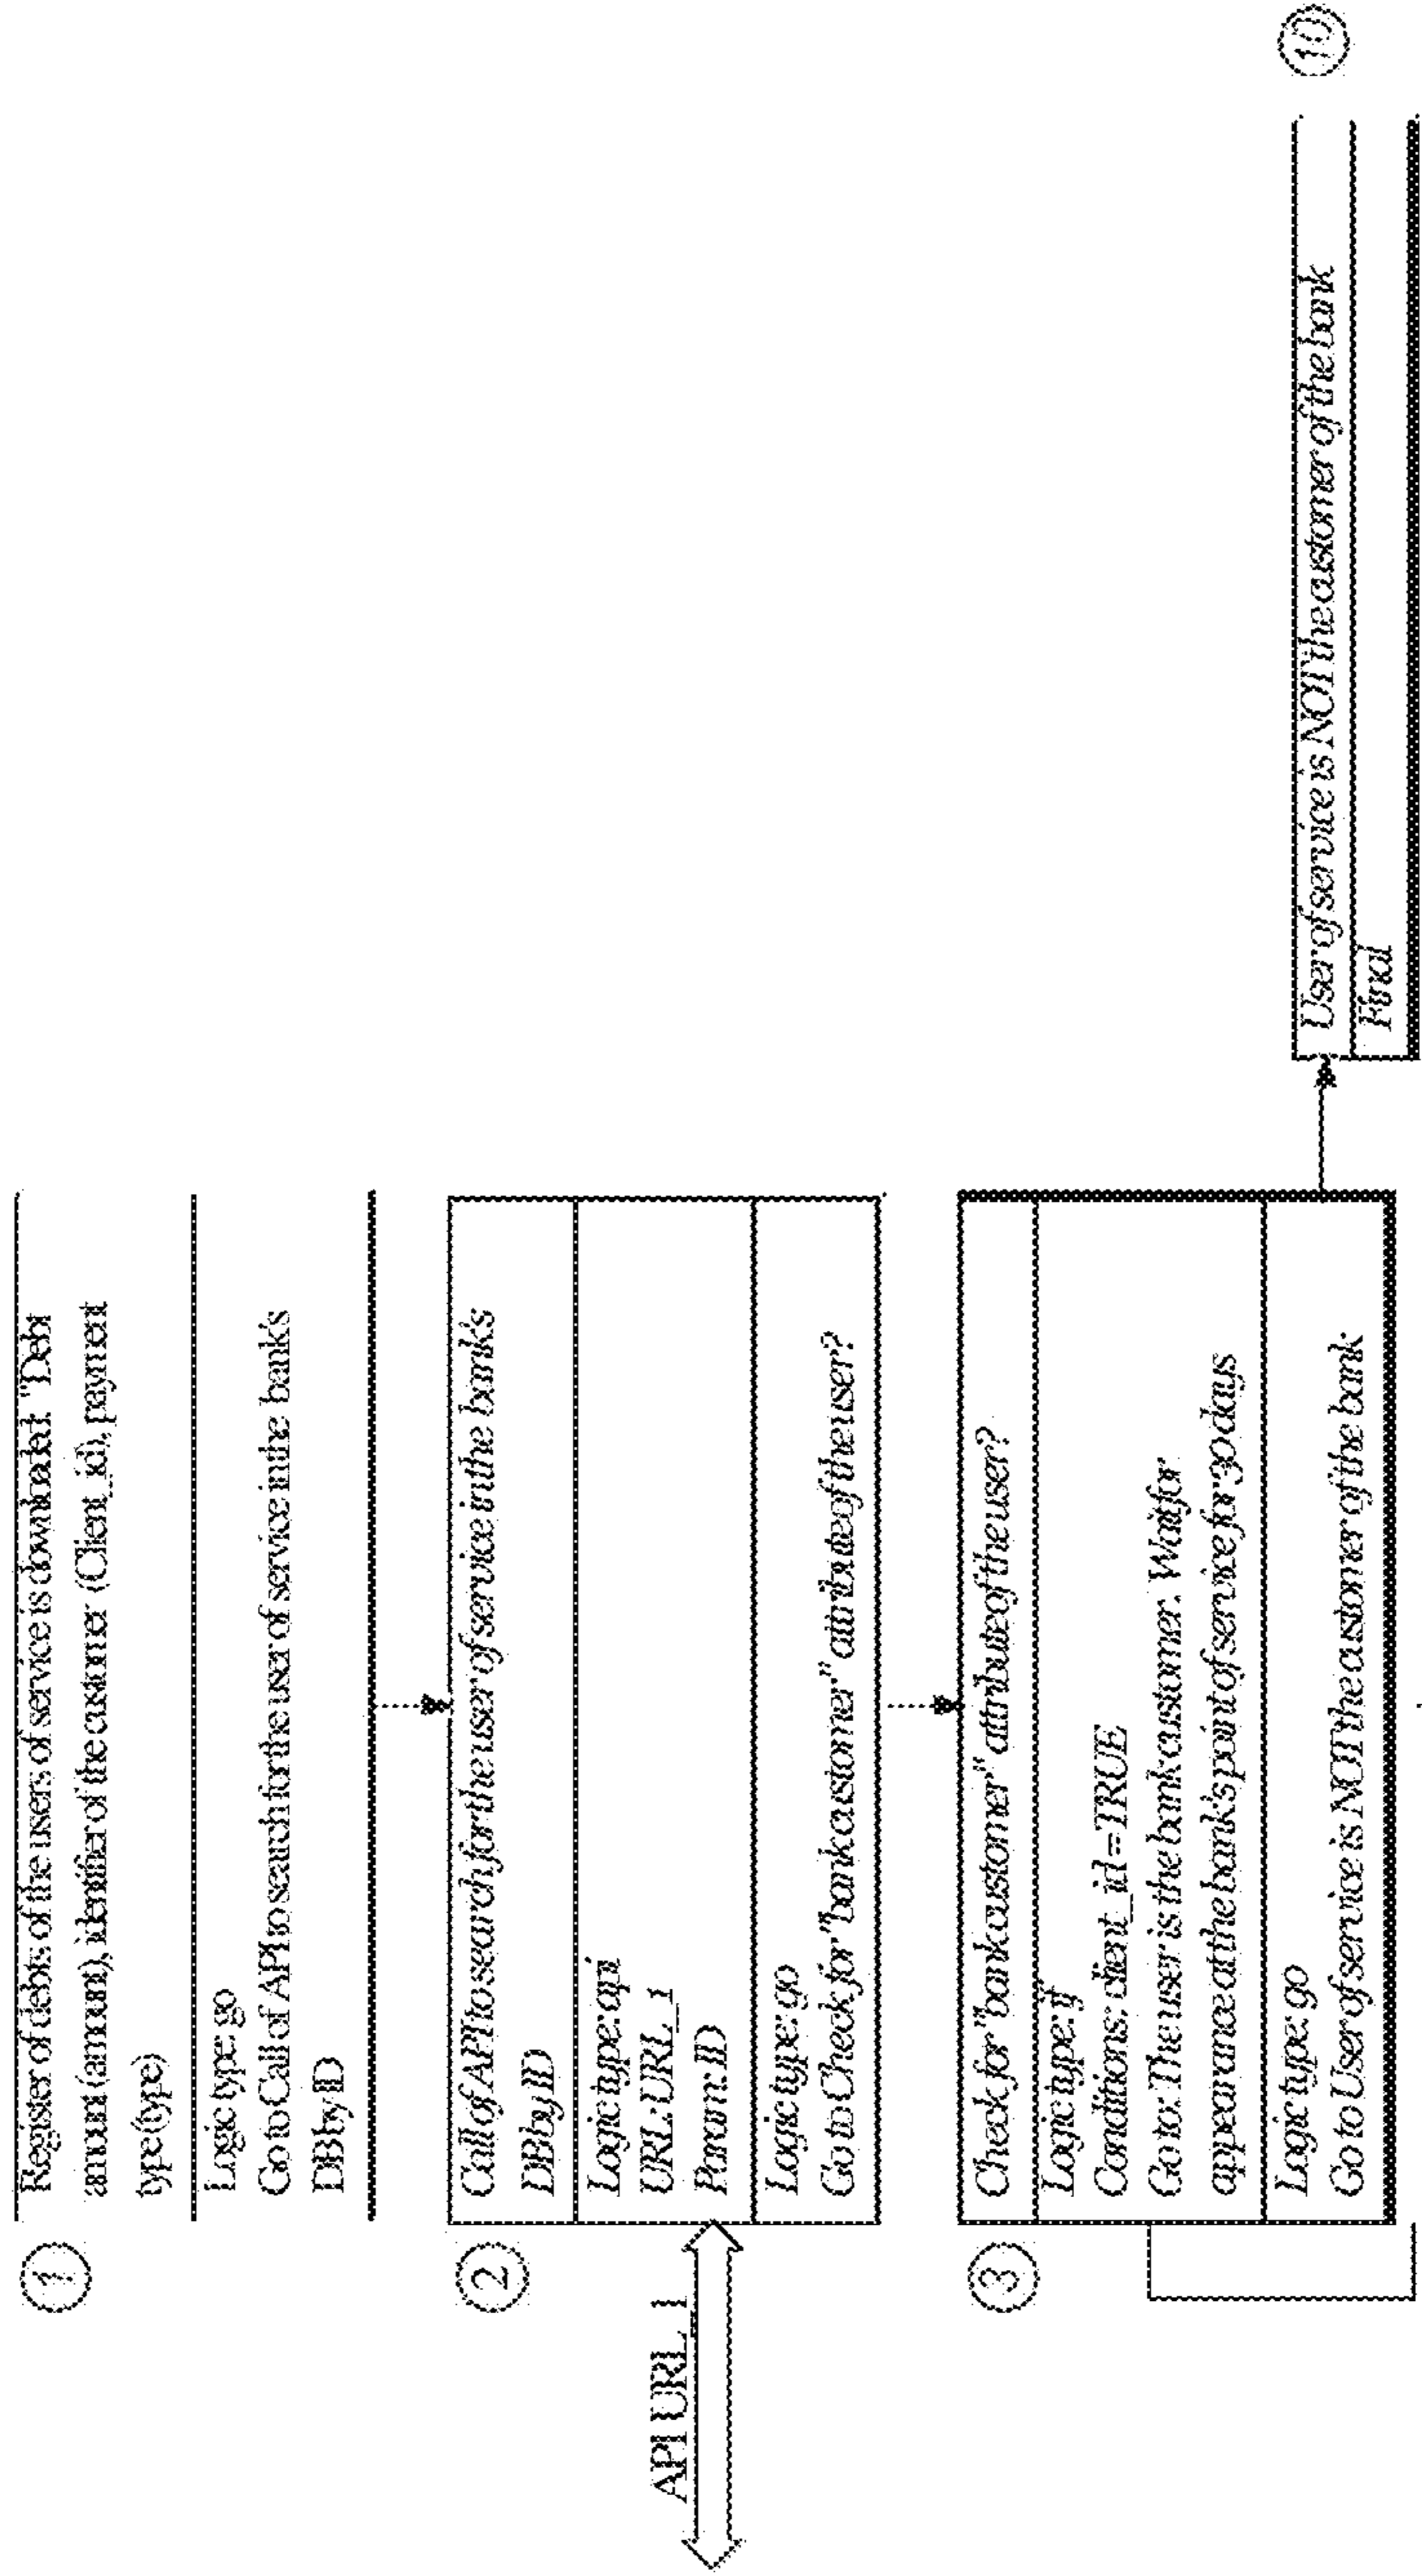 1
Register of debts of the users of service is downloaded: "Debt
amount (amount), identifier of the customer (Client_id), payment
type (type)
Logic type: go
Go to Call of API to search for the user of service in the bank's
DB by ID
2
Call of API to search for the user of service in the bank's
DB by ID
Logic type: api
URL: URL_1
Param: ID
Logic type: go
Go to Check for "bank customer" attribute of the user?
API URL_1
3
Check for "bank customer" attribute of the user?
Logic type: if
Conditions: client_id = TRUE
Go to: The user is the bank customer. Wait for
appearance at the bank's point of service for 30 days
Logic type: go
Go to User of service is NOT the customer of the bank
10
User of service is NOT the customer of the bank
Final